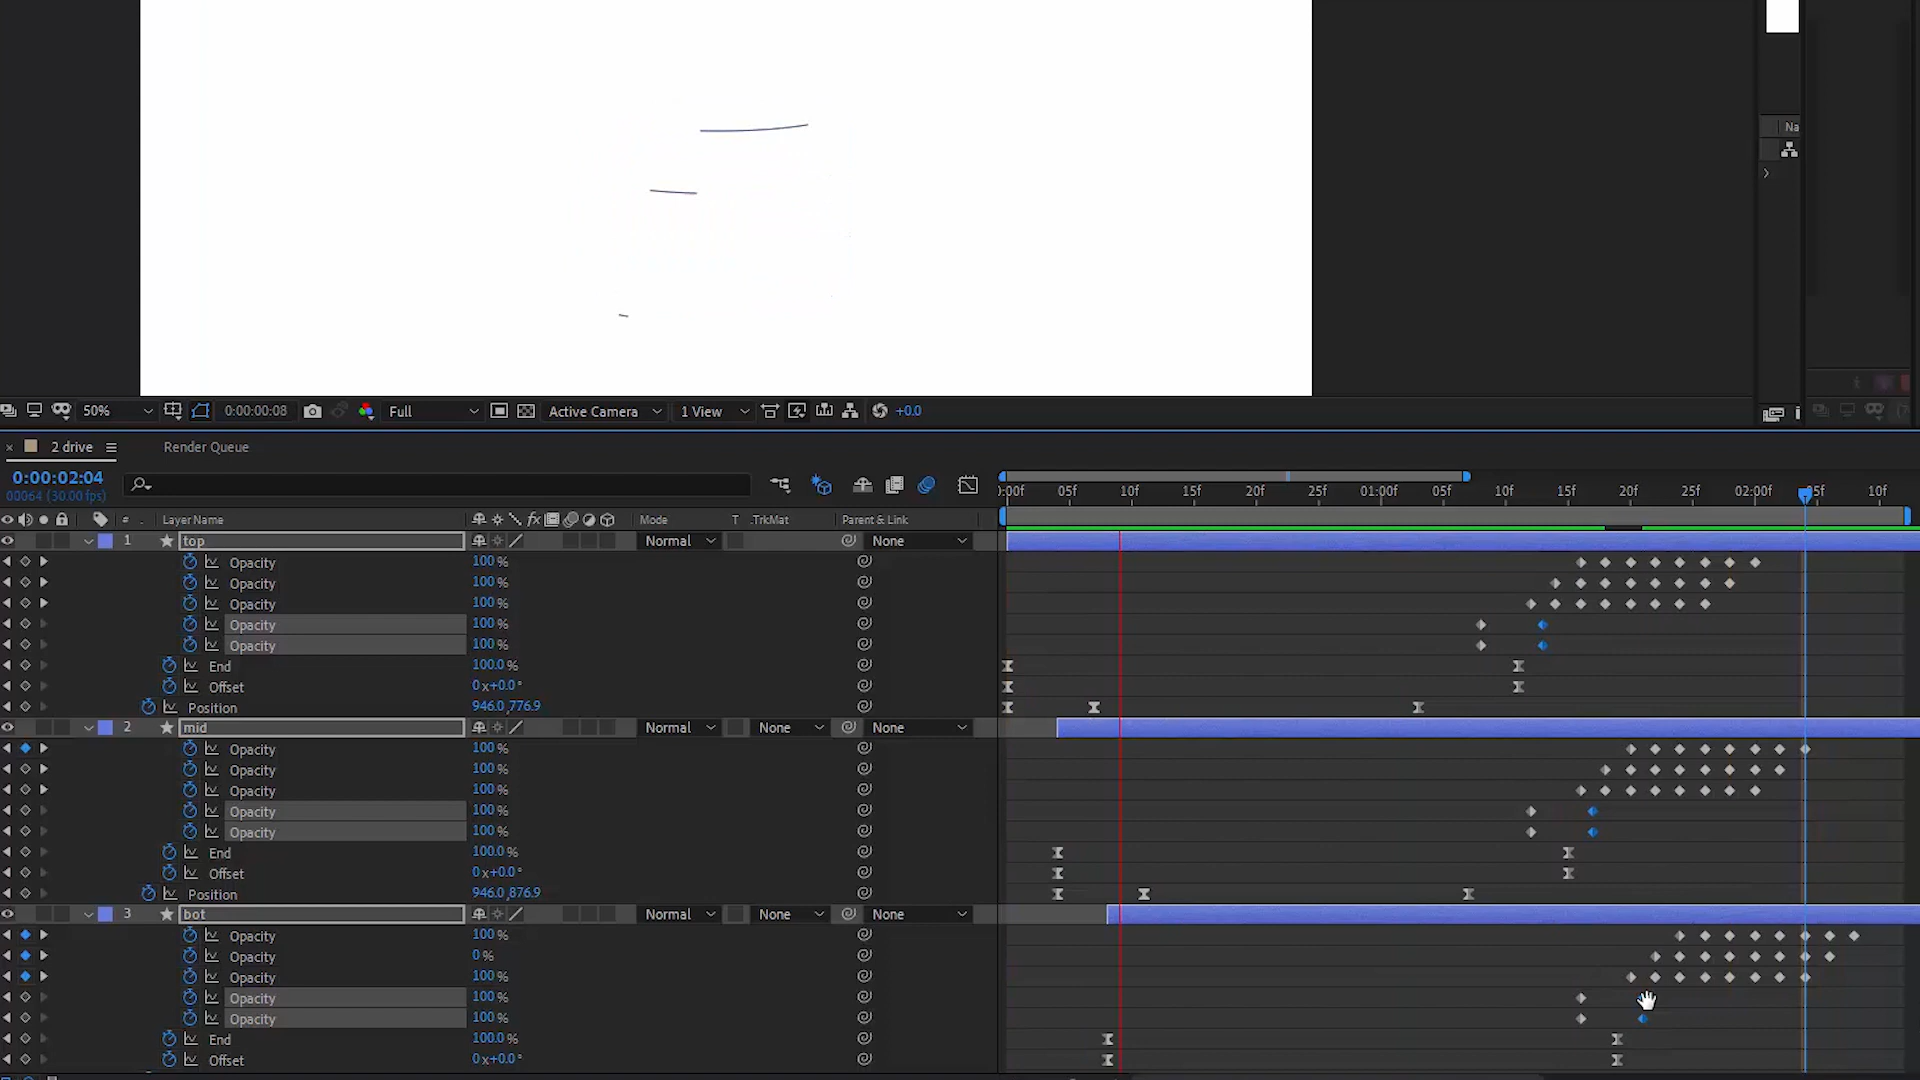 Na
50%
0:00:00:08
Full
Active Camera
1 View
+0.0
2 drive
Render Queue
0:00:02:04
00064 (30.00 fps)
:00f 05f 10f 15f 20f 25f 01:00f 05f 10f 15f 20f 25f 02:00f 5f 10f
# Layer Name fx Mode T .TrkMat Parent & Link
1 top Normal None
Opacity 100 %
Opacity 100 %
Opacity 100 %
Opacity 100 %
Opacity 100 %
End 100.0 %
Offset 0 x+0.0 °
Position 946.0,776.9
2 mid Normal None None
Opacity 100 %
Opacity 100 %
Opacity 100 %
Opacity 100 %
Opacity 100 %
End 100.0 %
Offset 0 x+0.0 °
Position 946.0,876.9
3 bot Normal None None
Opacity 100 %
Opacity 0 %
Opacity 100 %
Opacity 100 %
Opacity 100 %
End 100.0 %
Offset 0 x+0.0 °